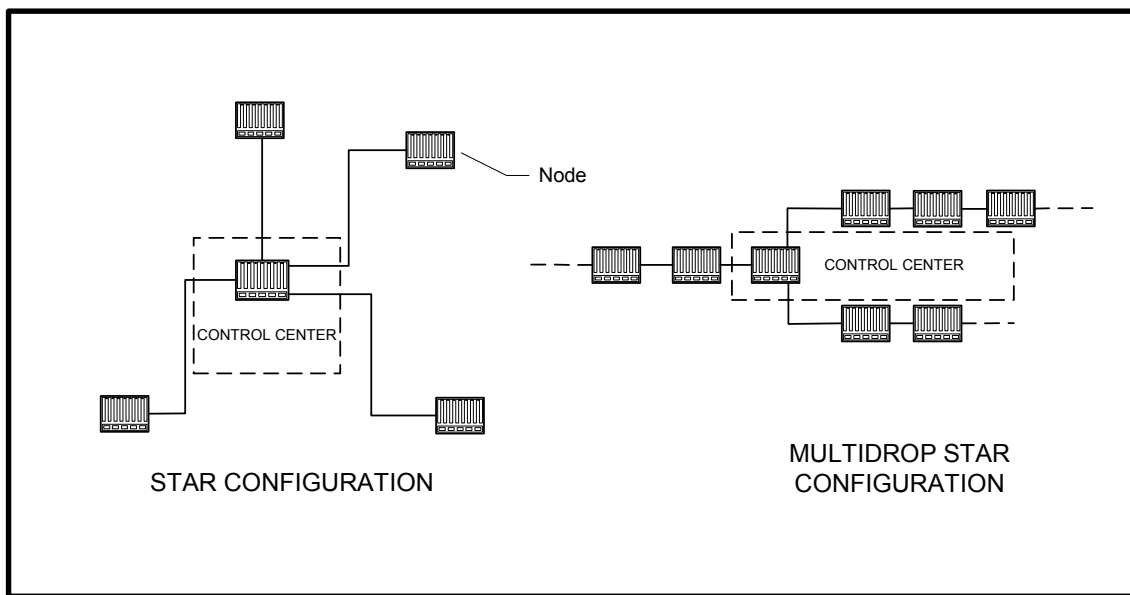 Node
CONTROL CENTER
CONTROL CENTER
STAR CONFIGURATION
MULTIDROP STAR
CONFIGURATION